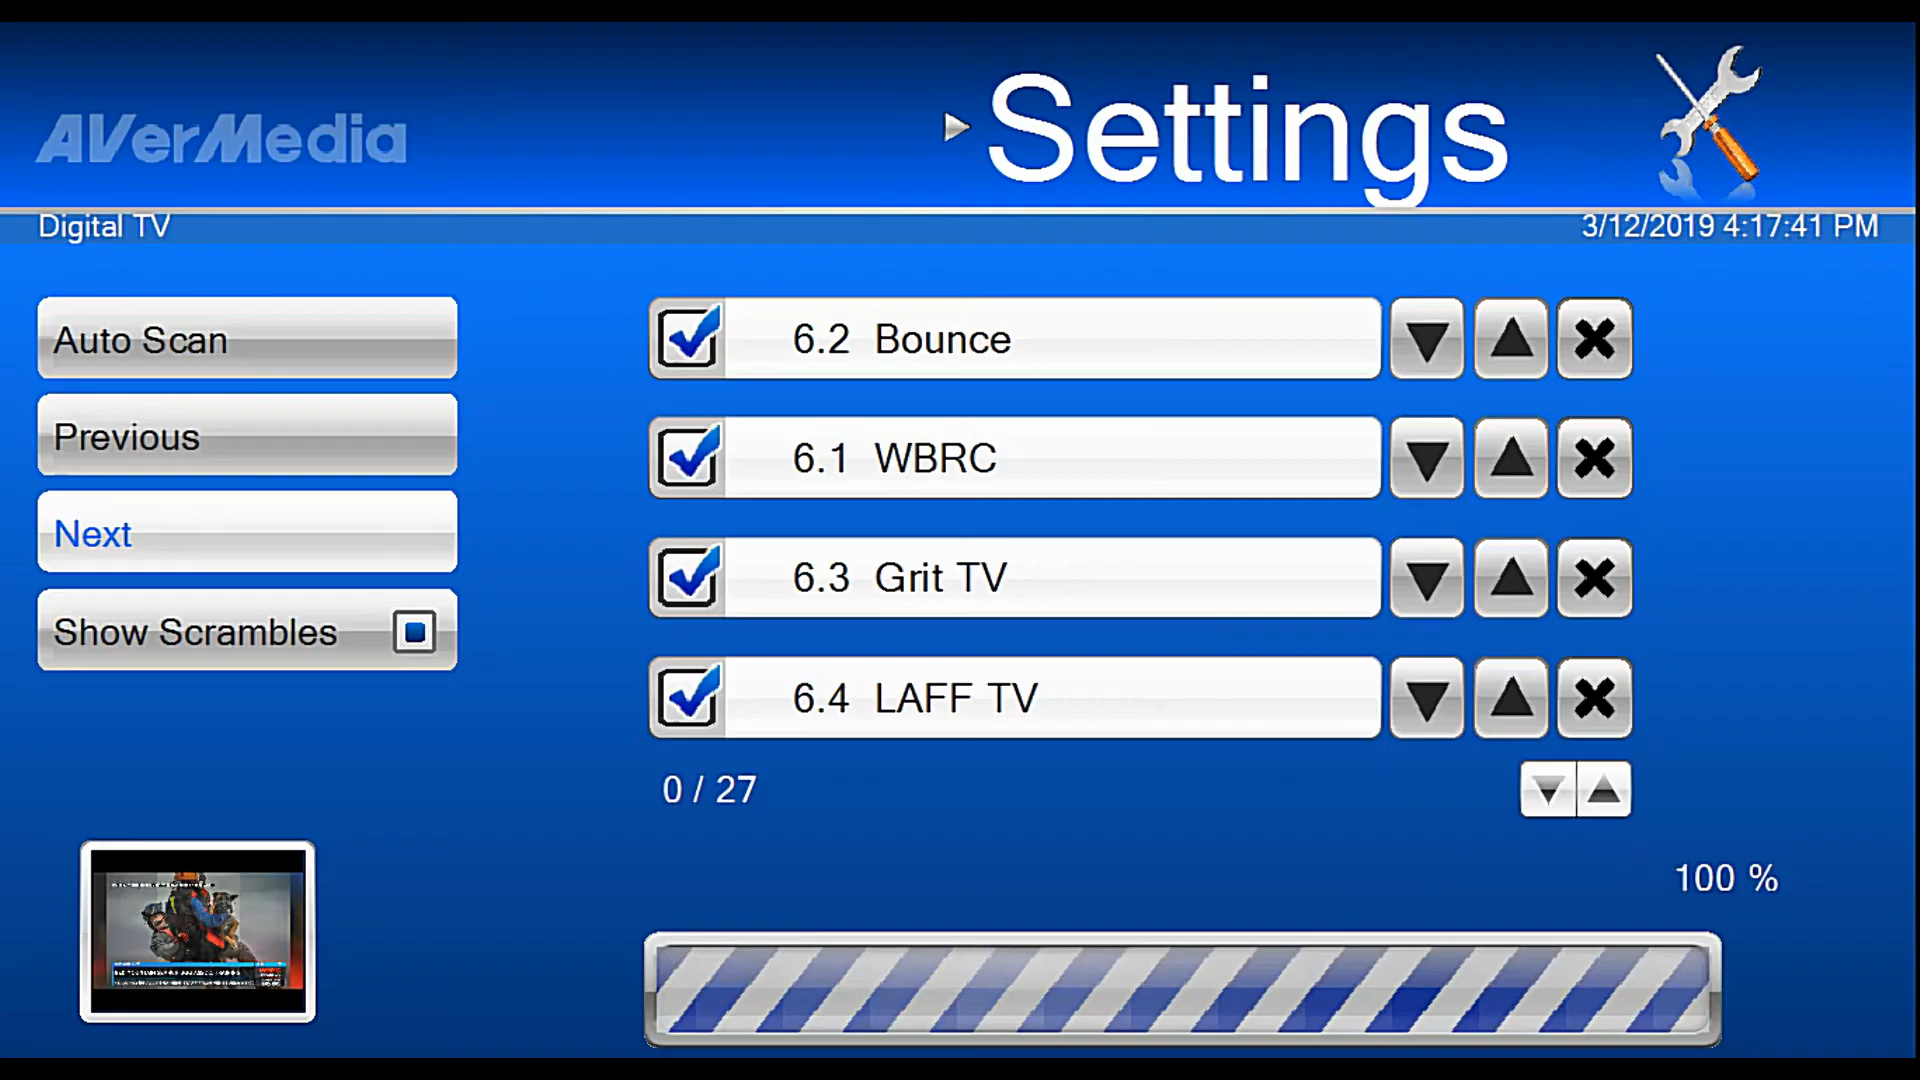 AVerMedia
Settings
Digital TV
3/12/2019 4:17:41 PM
Auto Scan
Previous
Next
Show Scrambles
6.2 Bounce
6.1 WBRC
6.3 Grit TV
6.4 LAFF TV
0 / 27
100 %